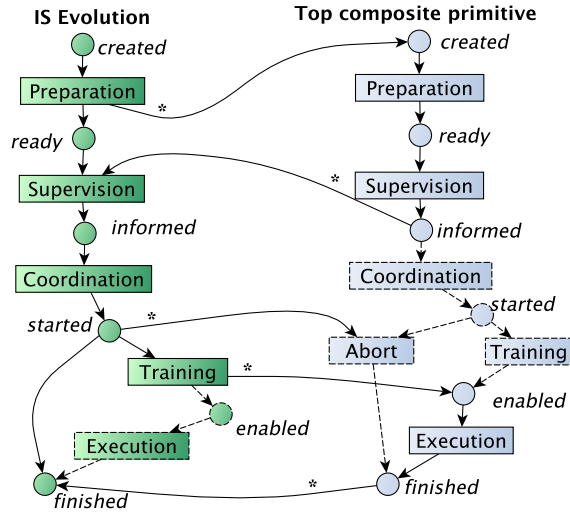 IS Evolution
Top composite primitive
created
created
Preparation
Preparation
*
ready
ready
Supervision
Supervision
*
informed
informed
Coordination
Coordination
started
started
*
Abort
Training
Training
*
enabled
enabled
Execution
Execution
*
finished
finished